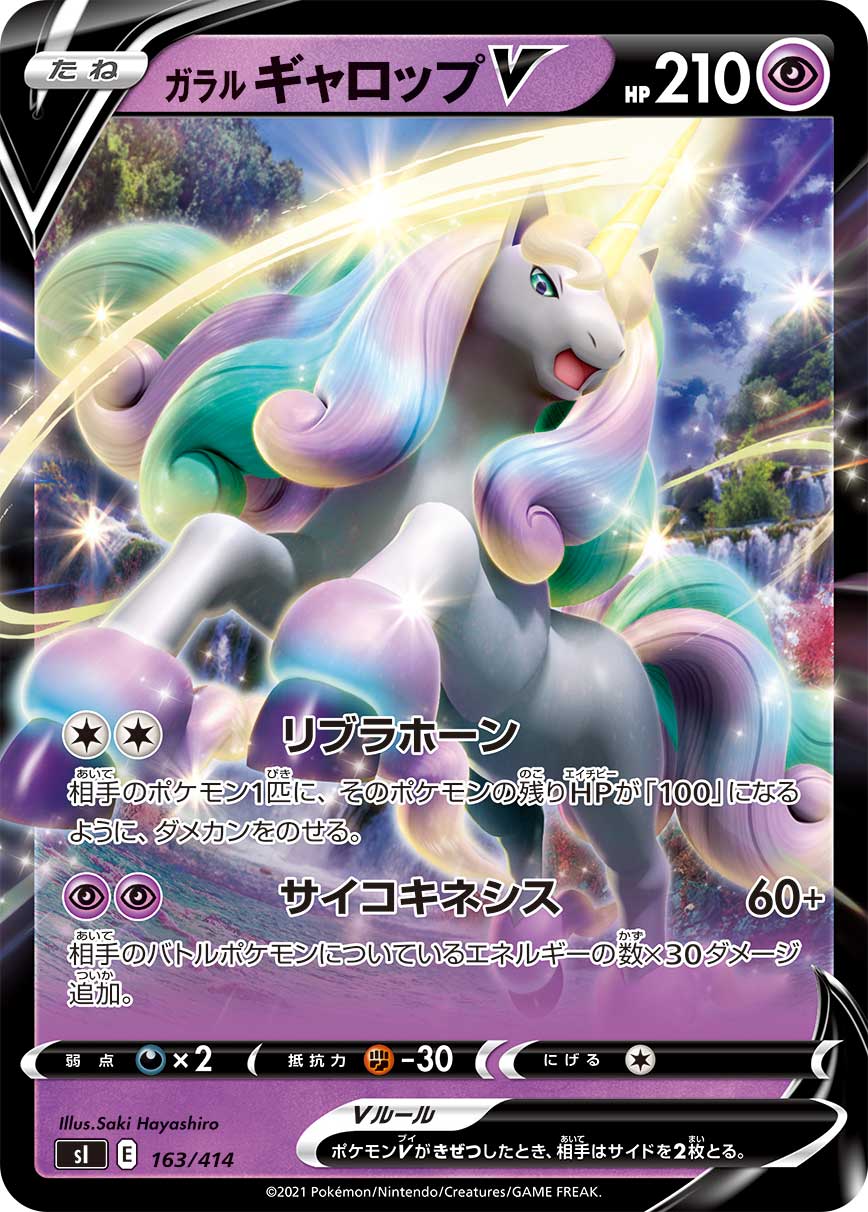 たね
ガラル ギャロップV
HP 210
リブラホーン
相手のポケモン1匹に、そのポケモンの残りHPが「100」になる
ように、ダメカンをのせる。
サイコキネシス 60+
相手のバトルポケモンについているエネルギーの数×30ダメージ
追加。
弱点 ×2 抵抗力 -30 にげる
Illus.Saki Hayashiro
Vルール
ポケモンVがきぜつしたとき、相手はサイドを2枚とる。
sI E 163/414
©2021 Pokémon/Nintendo/Creatures/GAME FREAK.